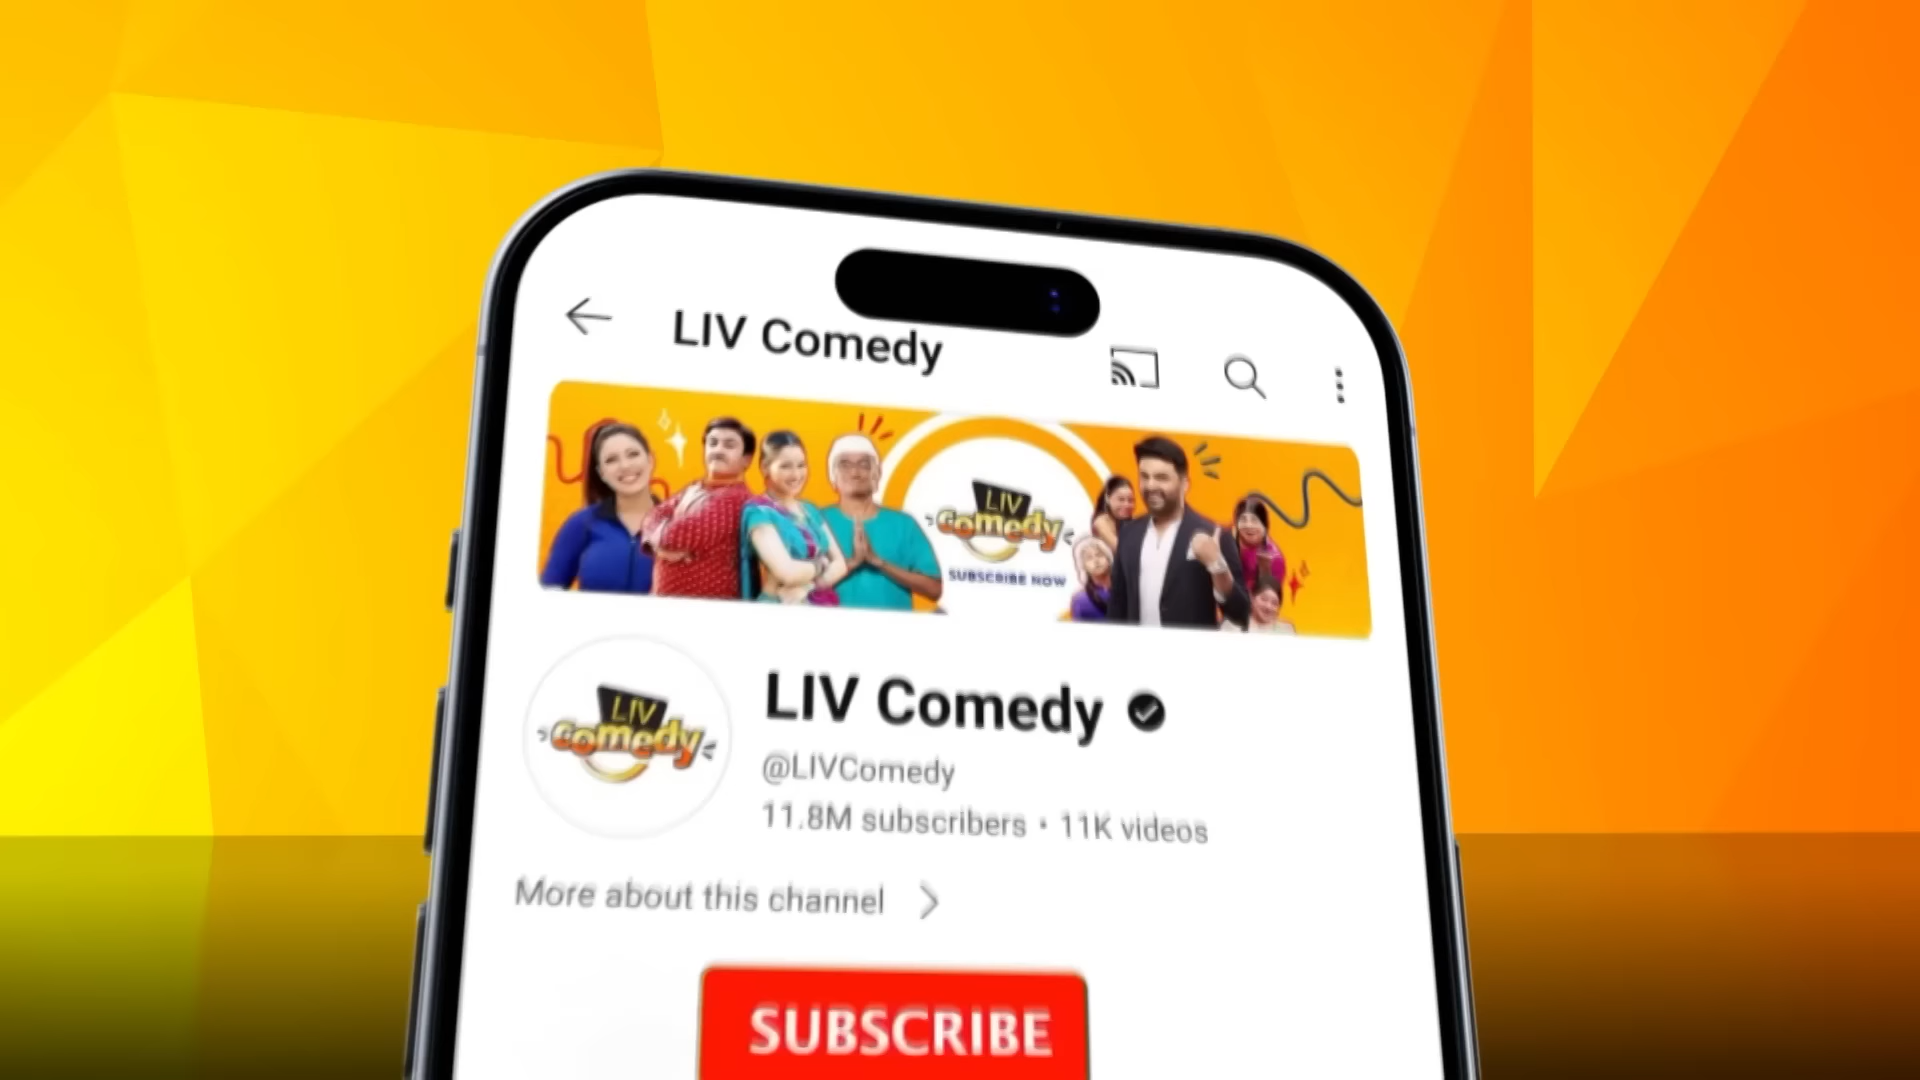 LIV Comedy
LIV
Comedy
SUBSCRIBE NOW
LIV
Comedy
LIV Comedy
@LIVComedy
11.8M subscribers • 11K videos
More about this channel
SUBSCRIBE